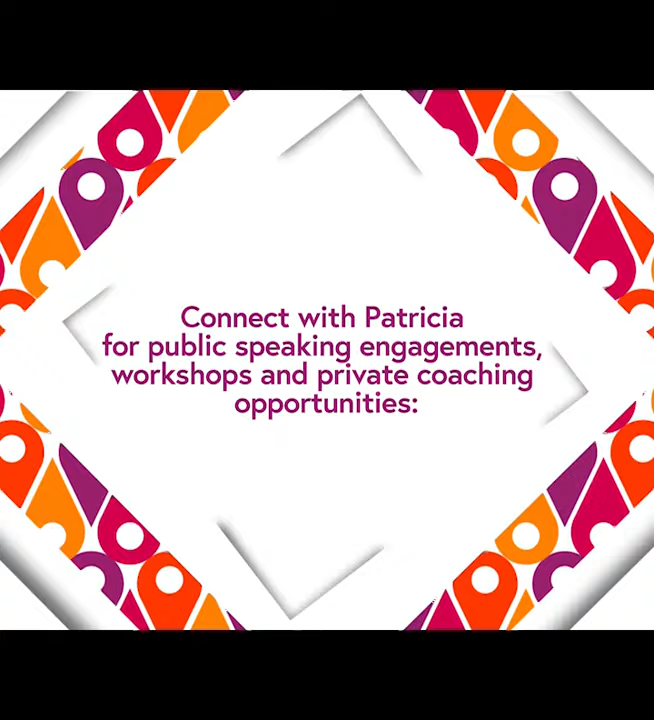 Connect with Patricia
for public speaking engagements,
workshops and private coaching
opportunities: